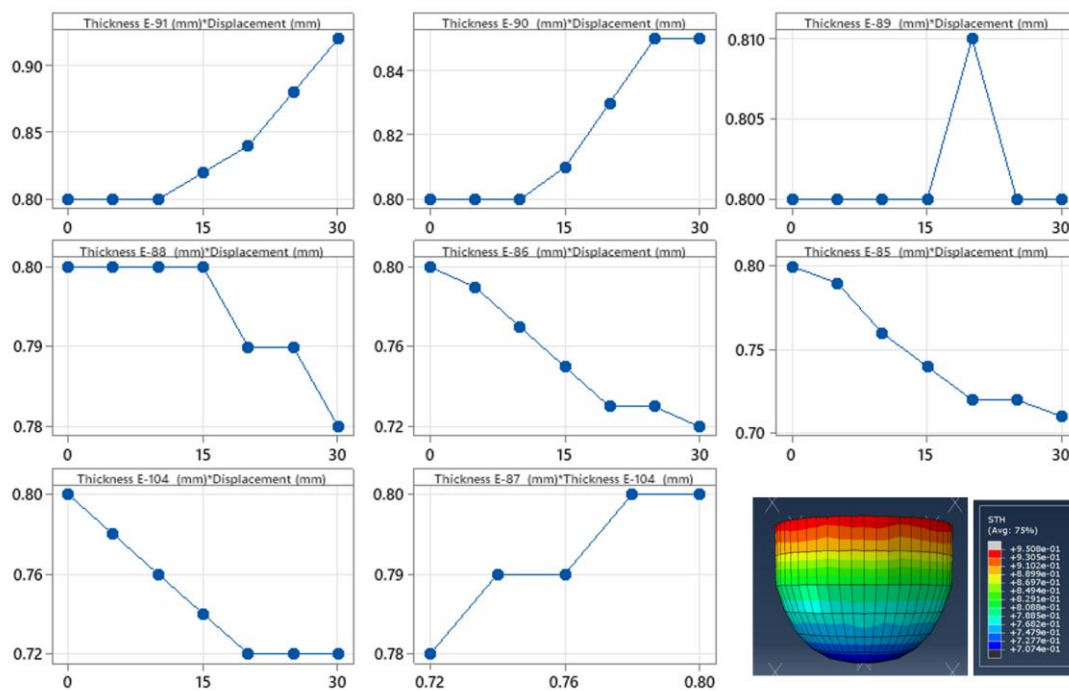 Thickness E-91 (mm)*Displacement (mm)
0.90
0.85
0.80
0 15 30
Thickness E-90 (mm)*Displacement (mm)
0.84
0.82
0.80
0 15 30
Thickness E-89 (mm)*Displacement (mm)
0.810
0.805
0.800
0 15 30
Thickness E-88 (mm)*Displacement (mm)
0.80
0.79
0.78
0 15 30
Thickness E-86 (mm)*Displacement (mm)
0.80
0.76
0.72
0 15 30
Thickness E-85 (mm)*Displacement (mm)
0.80
0.75
0.70
0 15 30
Thickness E-104 (mm)*Displacement (mm)
0.80
0.76
0.72
0 15 30
Thickness E-87 (mm)*Thickness E-104 (mm)
0.80
0.79
0.78
0.72 0.76 0.80
STH
(Avg: 75%)
+9.508e-01
+9.305e-01
+9.102e-01
+8.899e-01
+8.697e-01
+8.494e-01
+8.291e-01
+8.088e-01
+7.885e-01
+7.682e-01
+7.479e-01
+7.277e-01
+7.074e-01